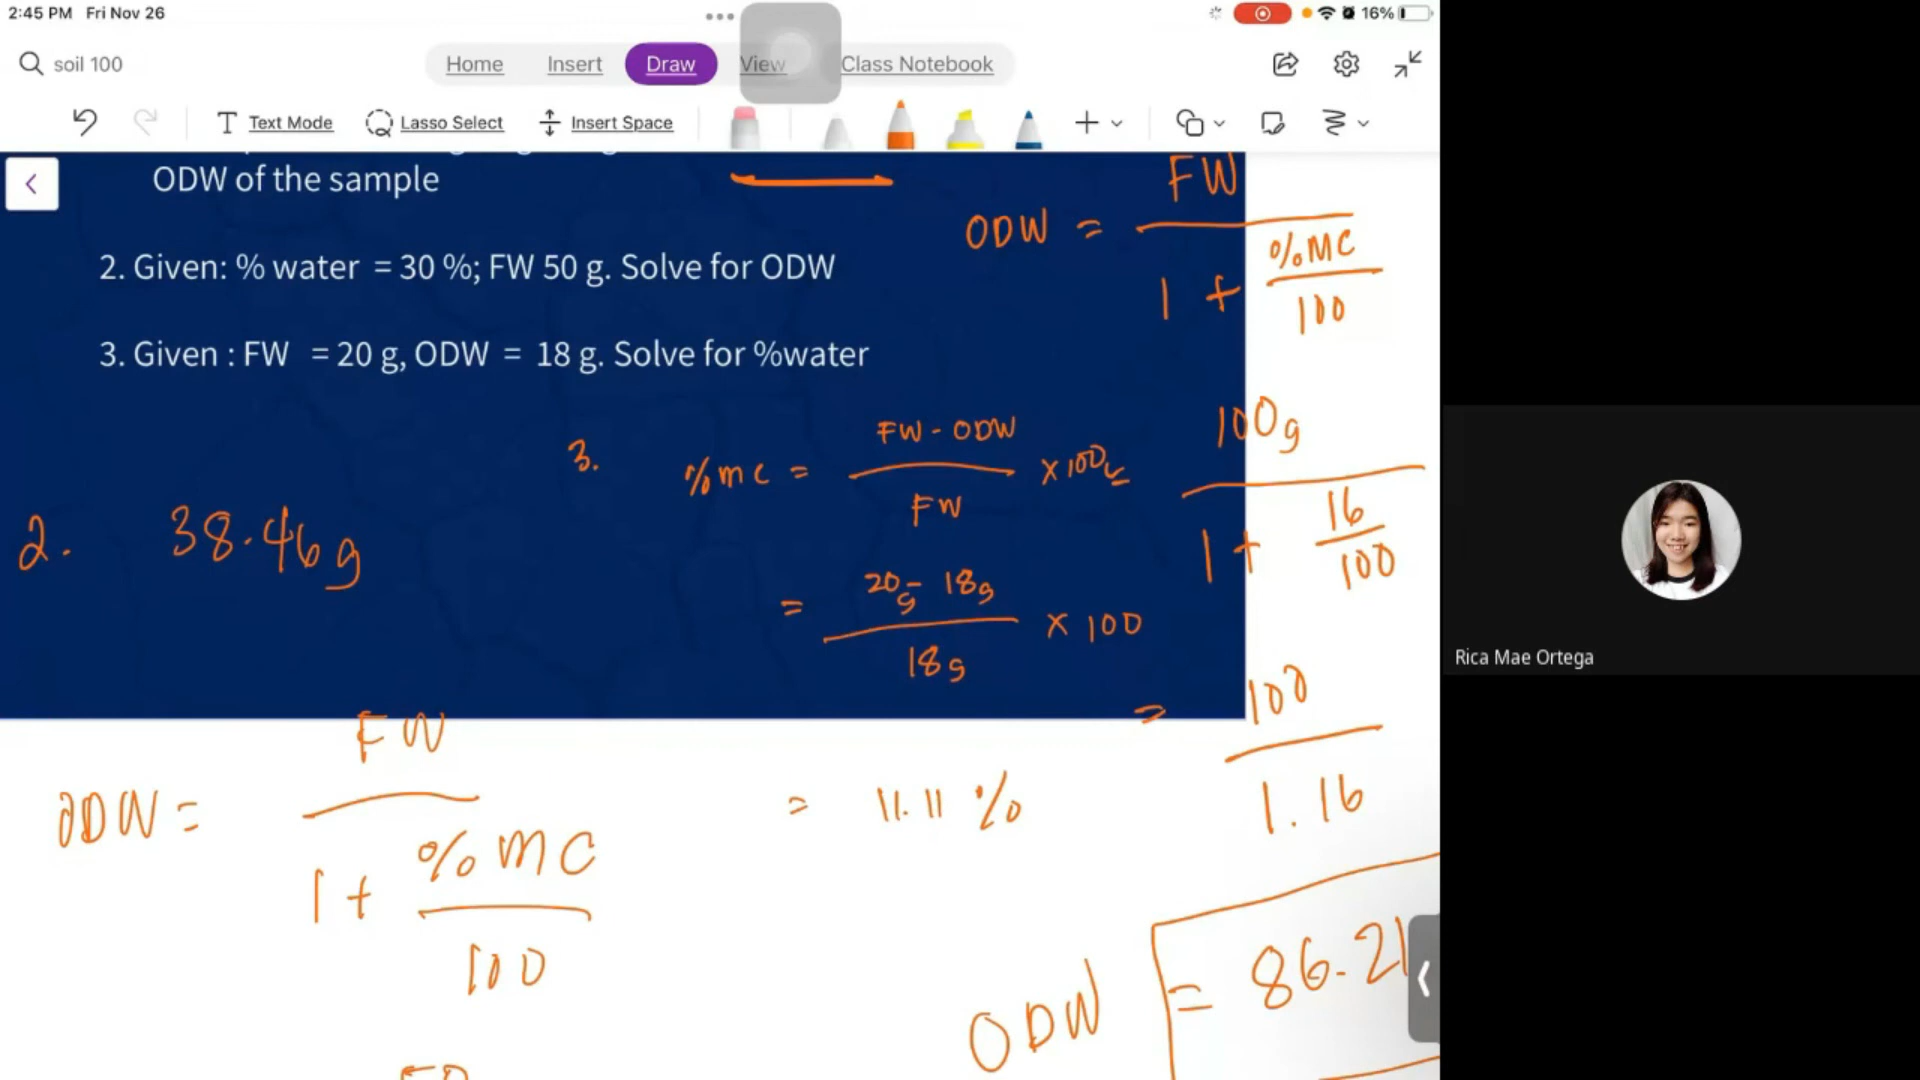 2:45 PM Fri Nov 26
16%
soil 100
Home Insert Draw View Class Notebook
Text Mode Lasso Select Insert Space
ODW of the sample
2. Given: % water = 30 %; FW 50 g. Solve for ODW
3. Given : FW = 20 g, ODW = 18 g. Solve for %water
FW
ODW =
%MC
1 +
100
3.
FW - ODW
%mc = x 100
FW
20g - 18g
= x 100
18g
= 11.11 %
100g
16
1 +
100
= 100
1.16
ODW = 86.21
2. 38.46g
FW
ODW =
%MC
1 +
100
Rica Mae Ortega